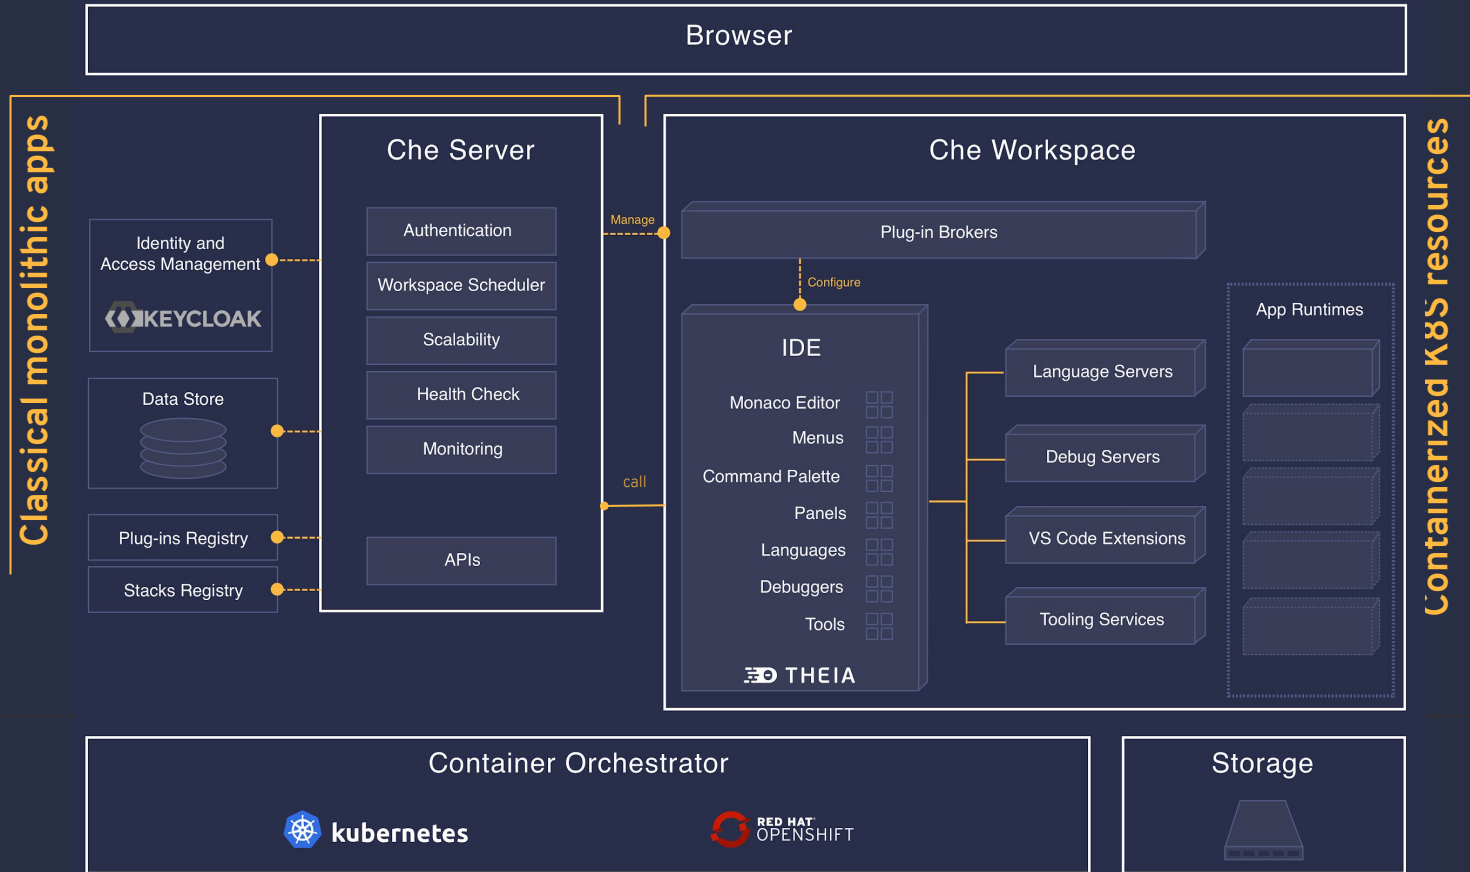 Browser
Classical monolithic apps
Che Server
Authentication
Workspace Scheduler
Scalability
Health Check
Monitoring
APIs
Identity and
Access Management
KEYCLOAK
Data Store
Plug-ins Registry
Stacks Registry
Manage
call
Che Workspace
Plug-in Brokers
Configure
IDE
Monaco Editor
Menus
Command Palette
Panels
Languages
Debuggers
Tools
THEIA
Language Servers
Debug Servers
VS Code Extensions
Tooling Services
App Runtimes
Containerized K8S resources
Container Orchestrator
kubernetes
RED HAT
OPENSHIFT
Storage